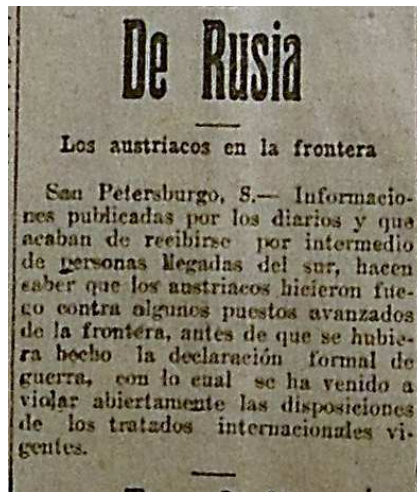 De Rusia
Los austriacos en la frontera
San Petersburgo, 8.— Informacio-
nes publicadas por los diarios y que
acaban de recibirse por intermedio
de personas llegadas del sur, hacen
saber que los austriacos hicieron fue-
go contra algunos puestos avanzados
de la frontera, antes de que se hubie-
ra hecho la declaración formal de
guerra, con lo cual se ha venido a
violar abiertamente las disposiciones
de los tratados internacionales vi-
gentes.